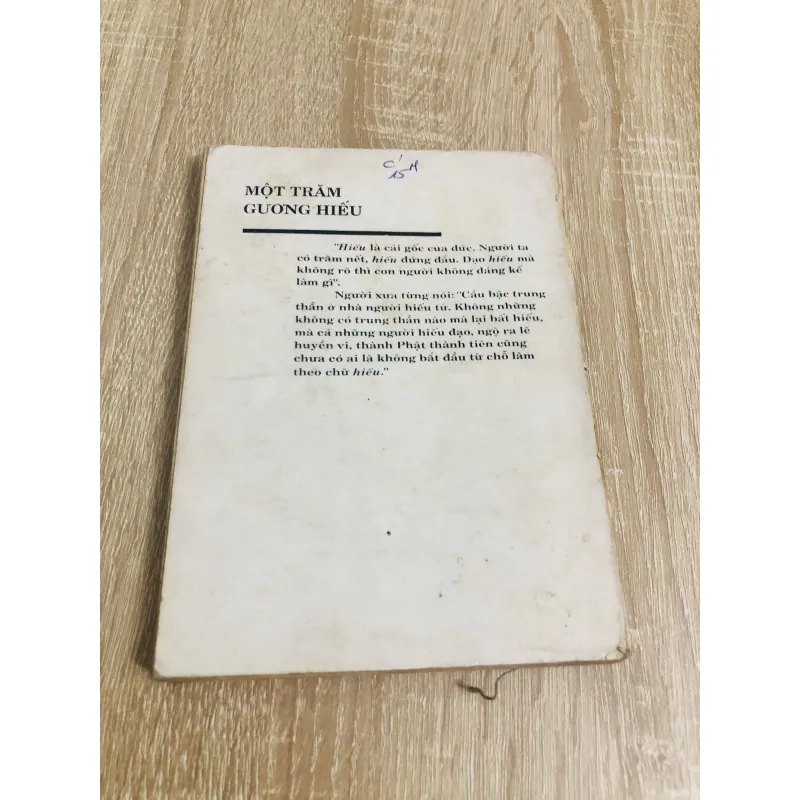 MỘT TRĂM
GƯƠNG HIẾU
"Hiếu là cái gốc của đức. Người ta
có trăm nết, hiếu đứng đầu. Đạo hiếu mà
không rõ thì con người không đáng kể
làm gì".
Người xưa từng nói: "Cầu bậc trung
thần ở nhà người hiếu tử. Không những
không có trung thần nào mà lại bất hiếu,
mà cả những người hiểu đạo, ngộ ra lẽ
huyền vi, thành Phật thành tiên cũng
chưa có ai là không bắt đầu từ chỗ làm
theo chữ hiếu."